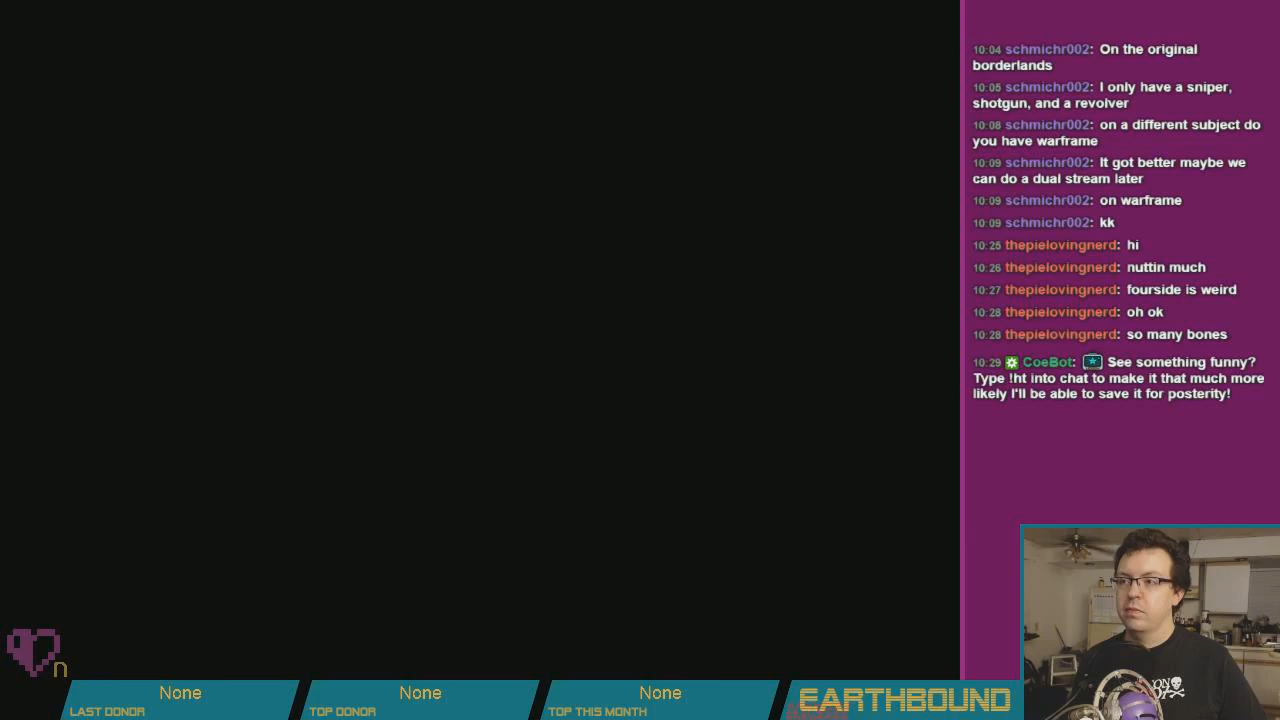 10:04 schmichr002: On the original
borderlands
10:05 schmichr002: I only have a sniper,
shotgun, and a revolver
10:08 schmichr002: on a different subject do
you have warframe
10:09 schmichr002: It got better maybe we
can do a dual stream later
10:09 schmichr002: on warframe
10:09 schmichr002: kk
10:25 thepielovingnerd: hi
10:26 thepielovingnerd: nuttin much
10:27 thepielovingnerd: fourside is weird
10:28 thepielovingnerd: oh ok
10:28 thepielovingnerd: so many bones
10:29 CoeBot: See something funny?
Type !ht into chat to make it that much more
likely I'll be able to save it for posterity!
n
None
LAST DONOR
None
TOP DONOR
None
TOP THIS MONTH
EARTHBOUND